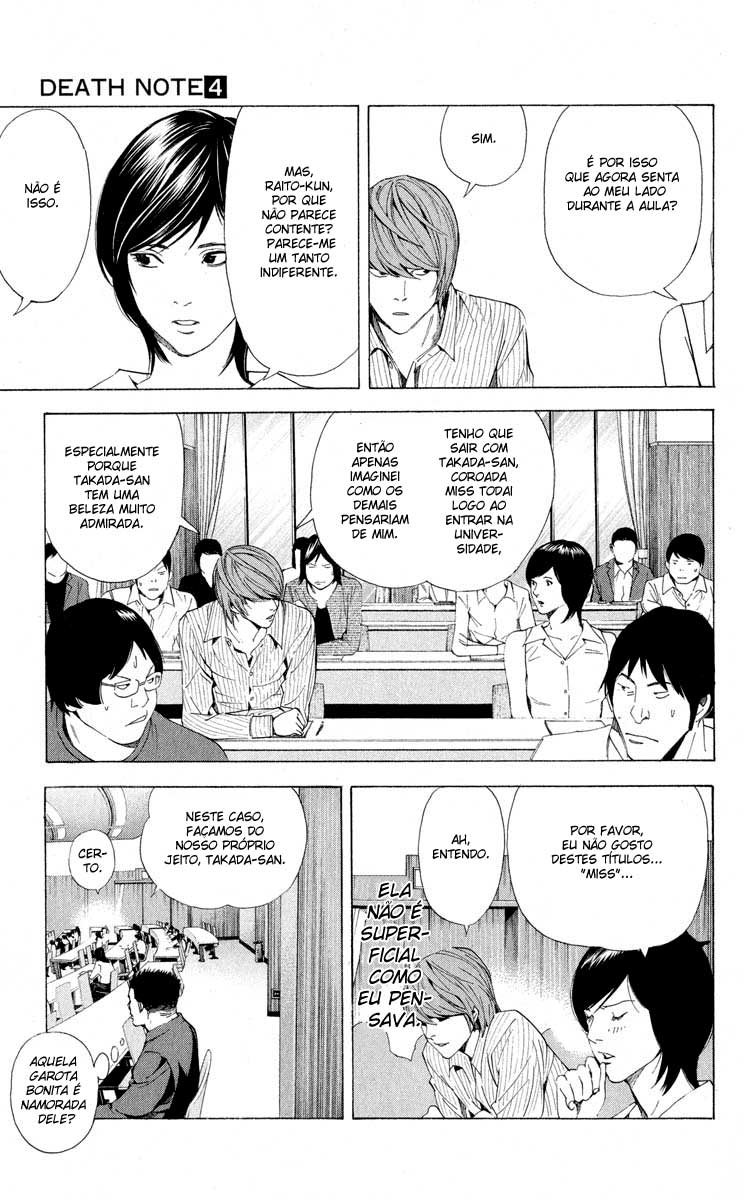 DEATH NOTE 4
É POR ISSO
QUE AGORA SENTA
AO MEU LADO
DURANTE A AULA?
SIM.
MAS,
RAITO-KUN,
POR QUE
NÃO PARECE
CONTENTE?
PARECE-ME
UM TANTO
INDIFERENTE.
NÃO É
ISSO.
TENHO QUE
SAIR COM
TAKADA-SAN,
COROADA
MISS TODAI
LOGO AO
ENTRAR NA
UNIVER-
SIDADE,
ENTÃO
APENAS
IMAGINEI
COMO OS
DEMAIS
PENSARIAM
DE MIM.
ESPECIALMENTE
PORQUE
TAKADA-SAN
TEM UMA
BELEZA MUITO
ADMIRADA.
POR FAVOR,
EU NÃO GOSTO
DESTES TÍTULOS...
"MISS"...
AH,
ENTENDO.
ELA
NÃO É
SUPER-
FICIAL
COMO
EU PEN-
SAVA.
NESTE CASO,
FAÇAMOS DO
NOSSO PRÓPRIO
JEITO, TAKADA-SAN.
CER-
TO.
AQUELA
GAROTA
BONITA É
NAMORADA
DELE?